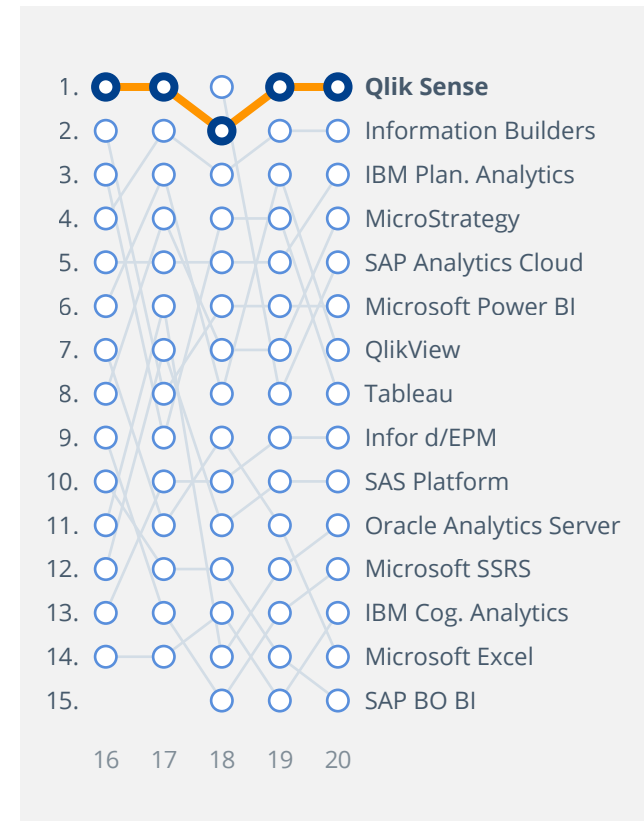 1. Qlik Sense
2. Information Builders
3. IBM Plan. Analytics
4. MicroStrategy
5. SAP Analytics Cloud
6. Microsoft Power BI
7. QlikView
8. Tableau
9. Infor d/EPM
10. SAS Platform
11. Oracle Analytics Server
12. Microsoft SSRS
13. IBM Cog. Analytics
14. Microsoft Excel
15. SAP BO BI
16 17 18 19 20